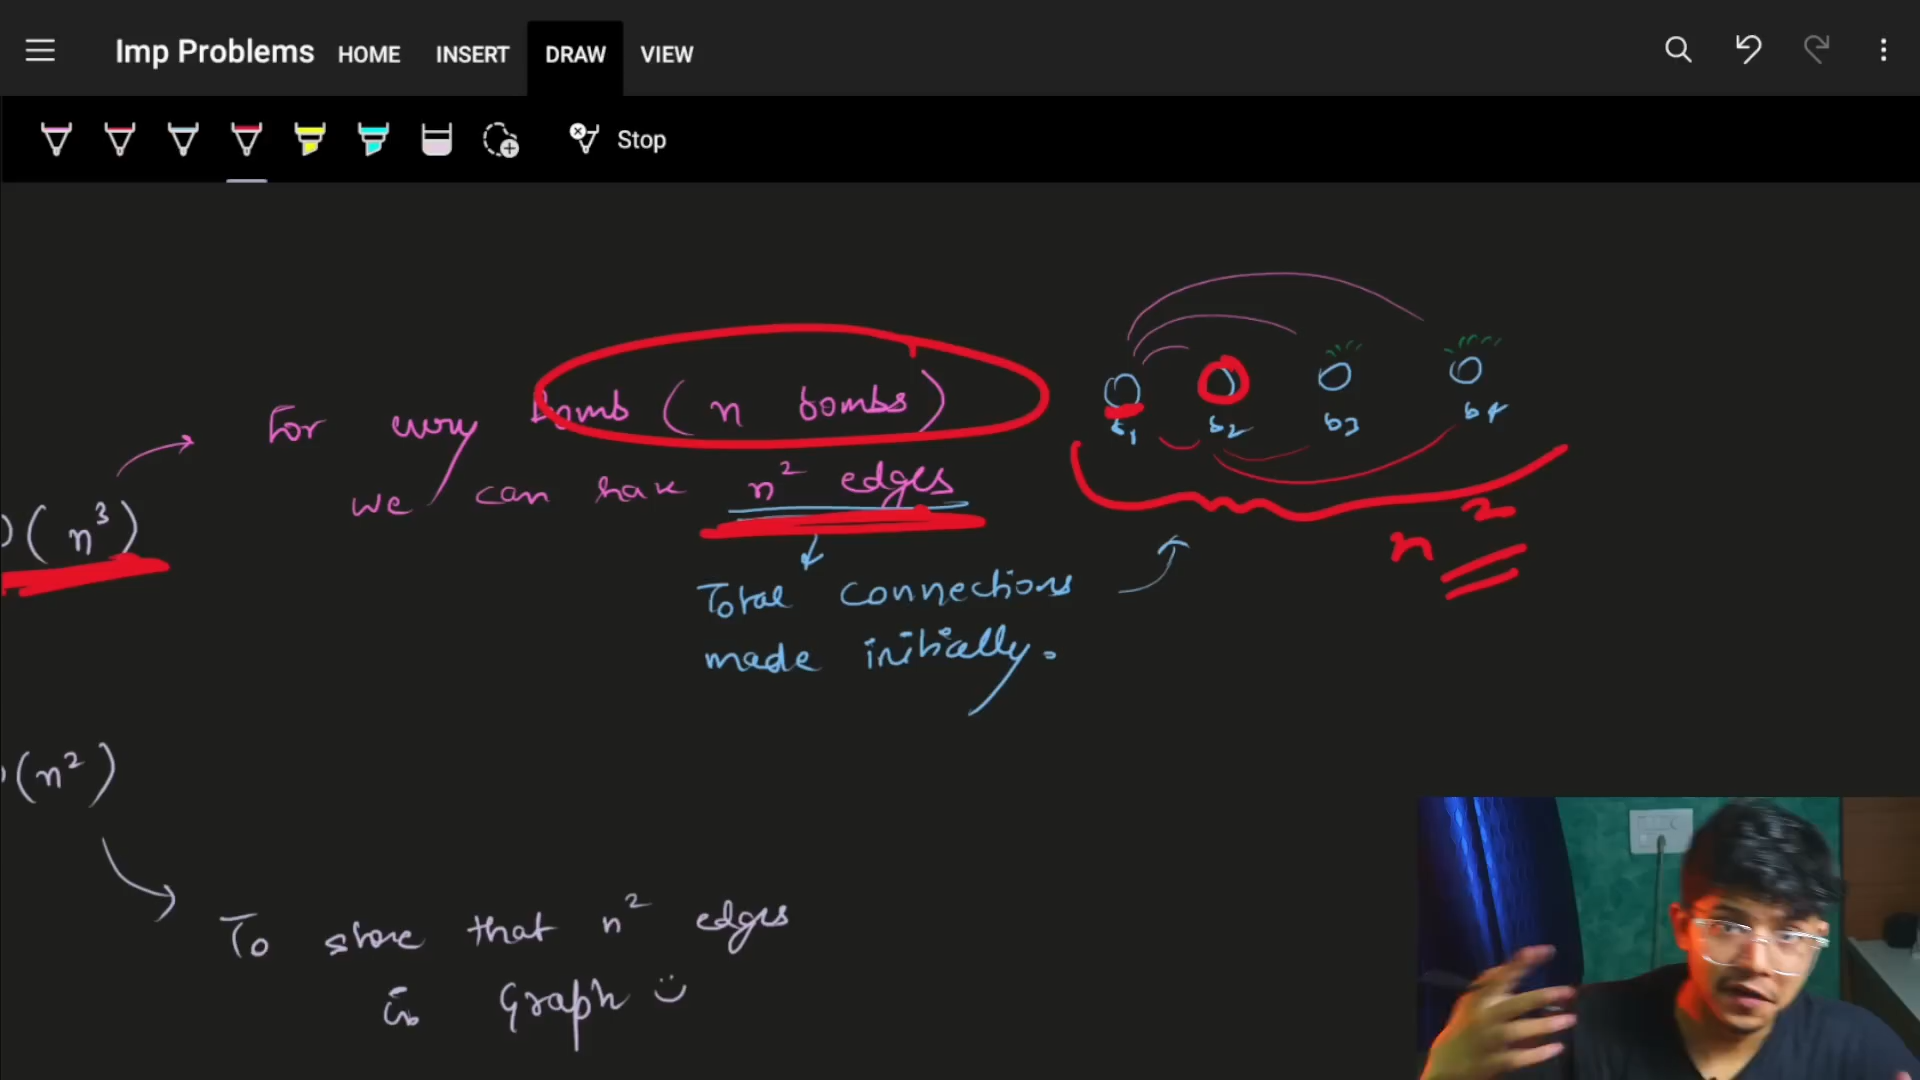 Imp Problems HOME INSERT DRAW VIEW
Stop
For every Bomb ( n bombs )
we can have n² edges
b1 b2 b3 b4
O( n³ )
n²
Total connections
made initially.
O(n²)
To store that n² edges
in Graph